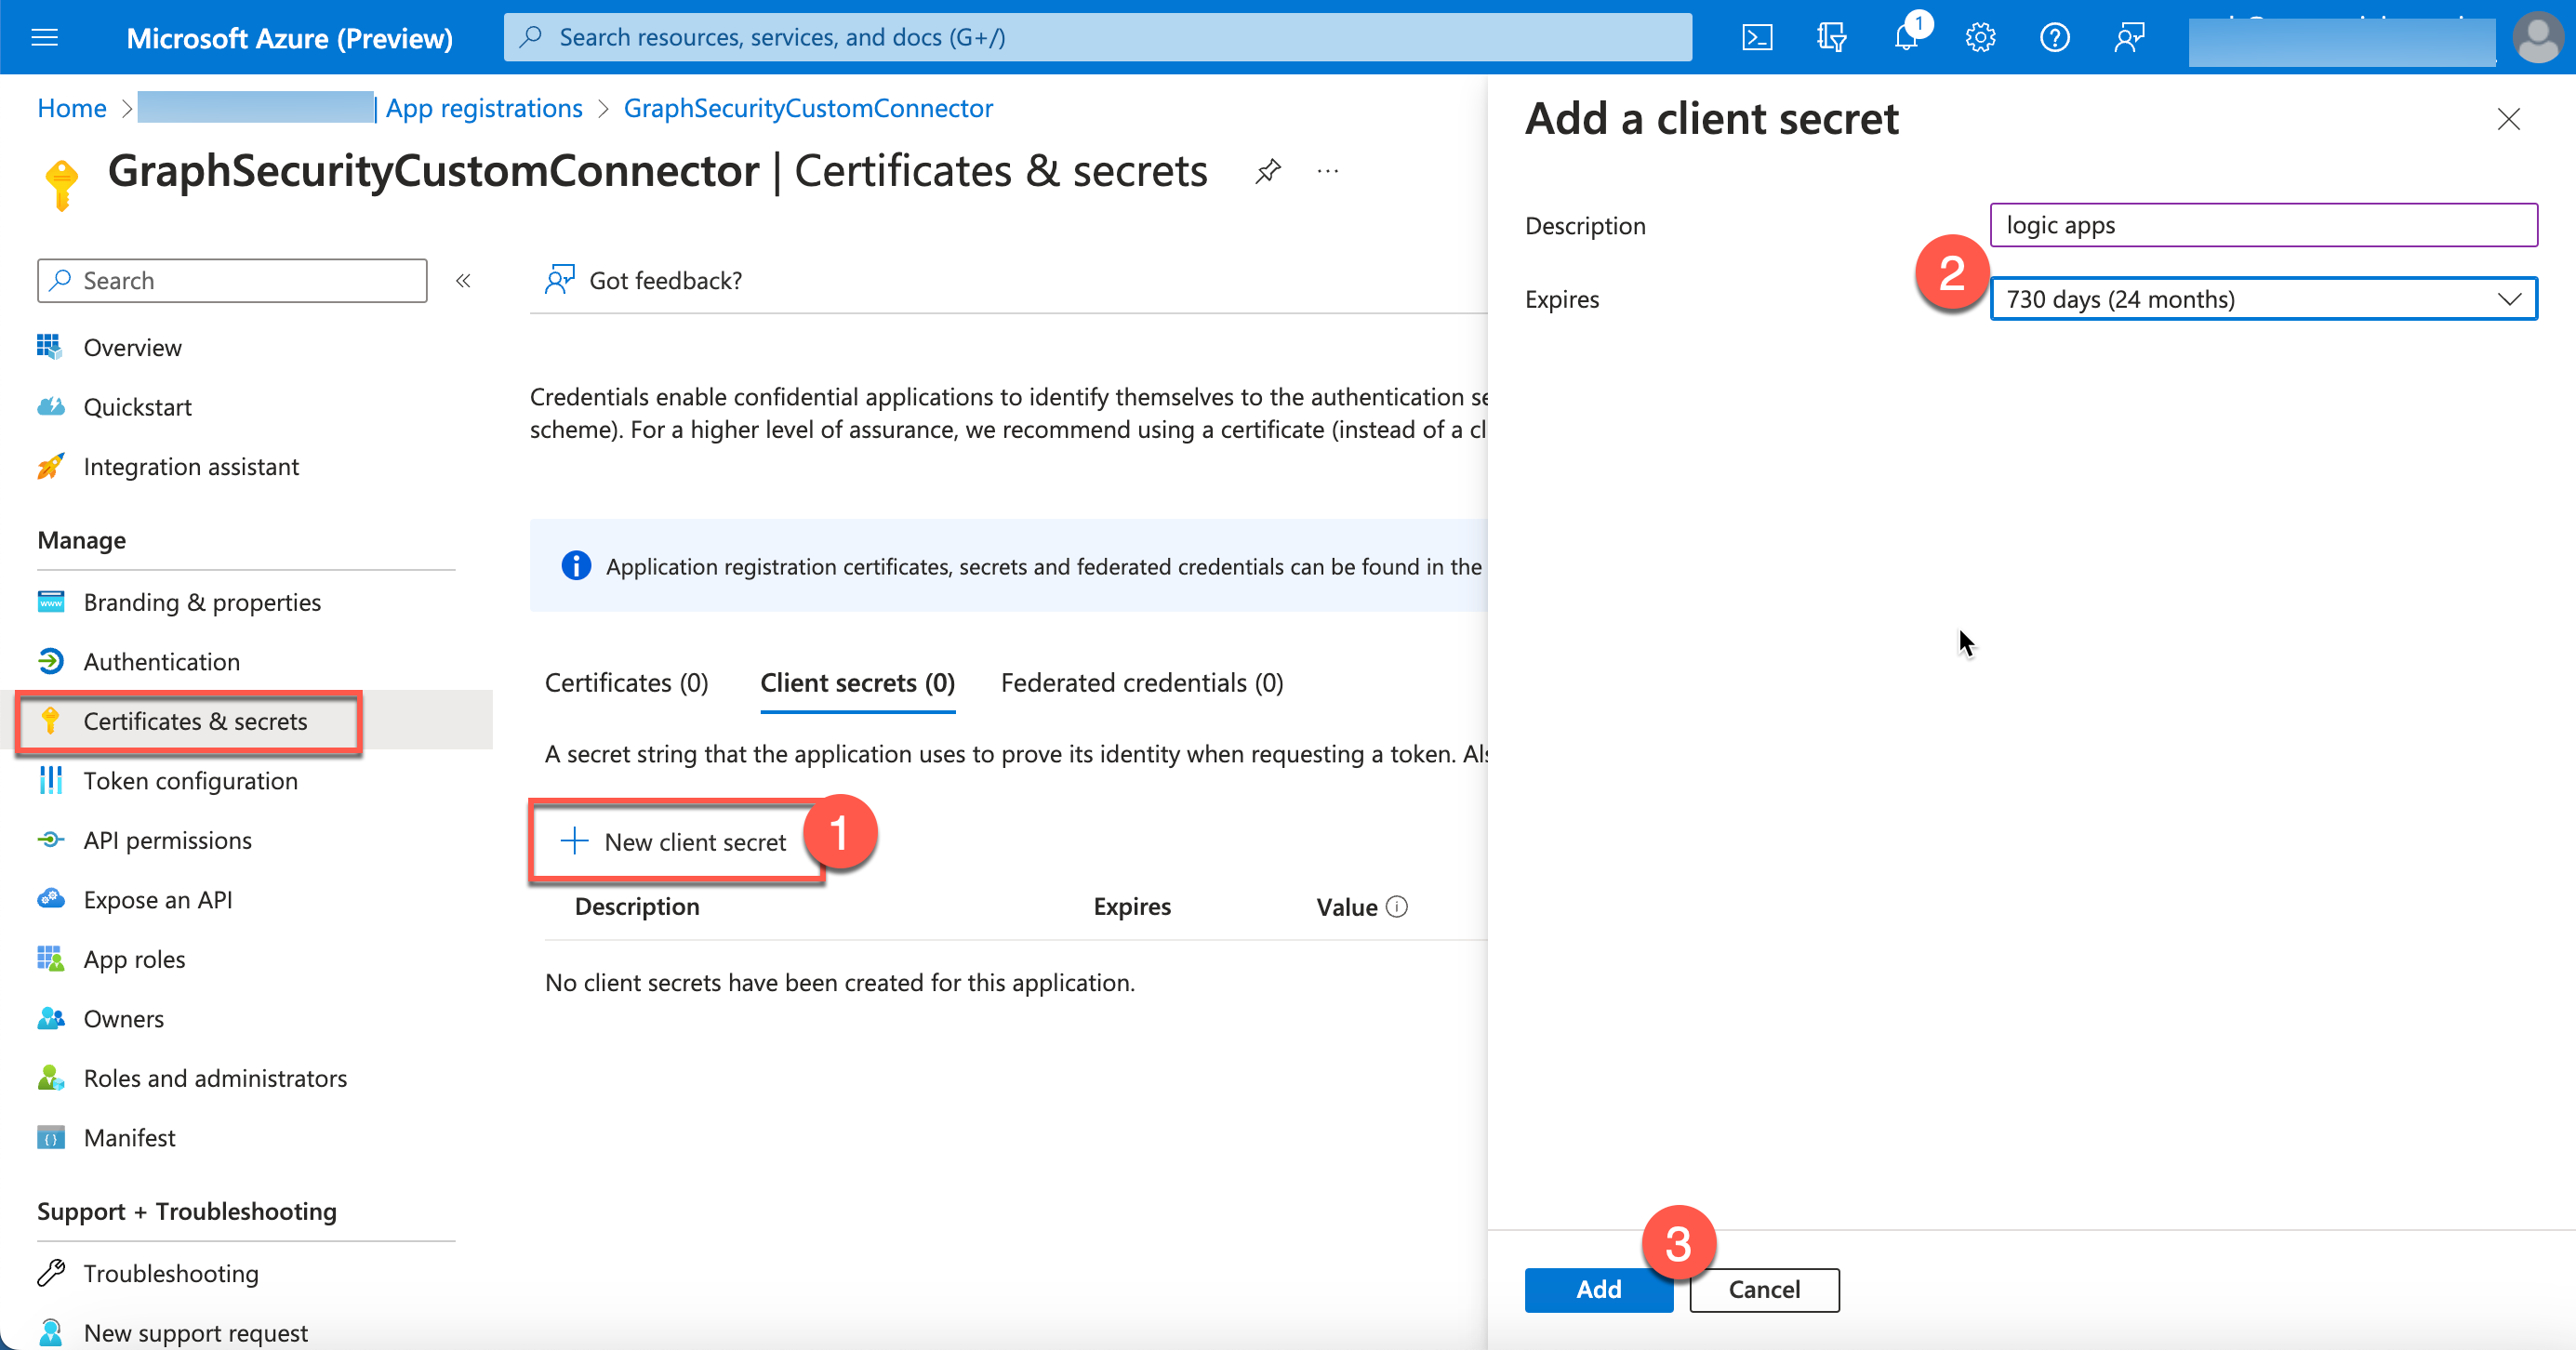 Microsoft Azure (Preview)
Search resources, services, and docs (G+/)
1
Home > | App registrations > GraphSecurityCustomConnector
GraphSecurityCustomConnector | Certificates & secrets
...
Search
«
Overview
Quickstart
Integration assistant
Manage
Branding & properties
Authentication
Certificates & secrets
Token configuration
API permissions
Expose an API
App roles
Owners
Roles and administrators
Manifest
Support + Troubleshooting
Troubleshooting
New support request
Got feedback?
Credentials enable confidential applications to identify themselves to the authentication se
scheme). For a higher level of assurance, we recommend using a certificate (instead of a cl
Application registration certificates, secrets and federated credentials can be found in the
Certificates (0)
Client secrets (0)
Federated credentials (0)
A secret string that the application uses to prove its identity when requesting a token. Als
+ New client secret
1
Description
Expires
Value
No client secrets have been created for this application.
Add a client secret
Description
logic apps
2
Expires
730 days (24 months)
3
Add
Cancel